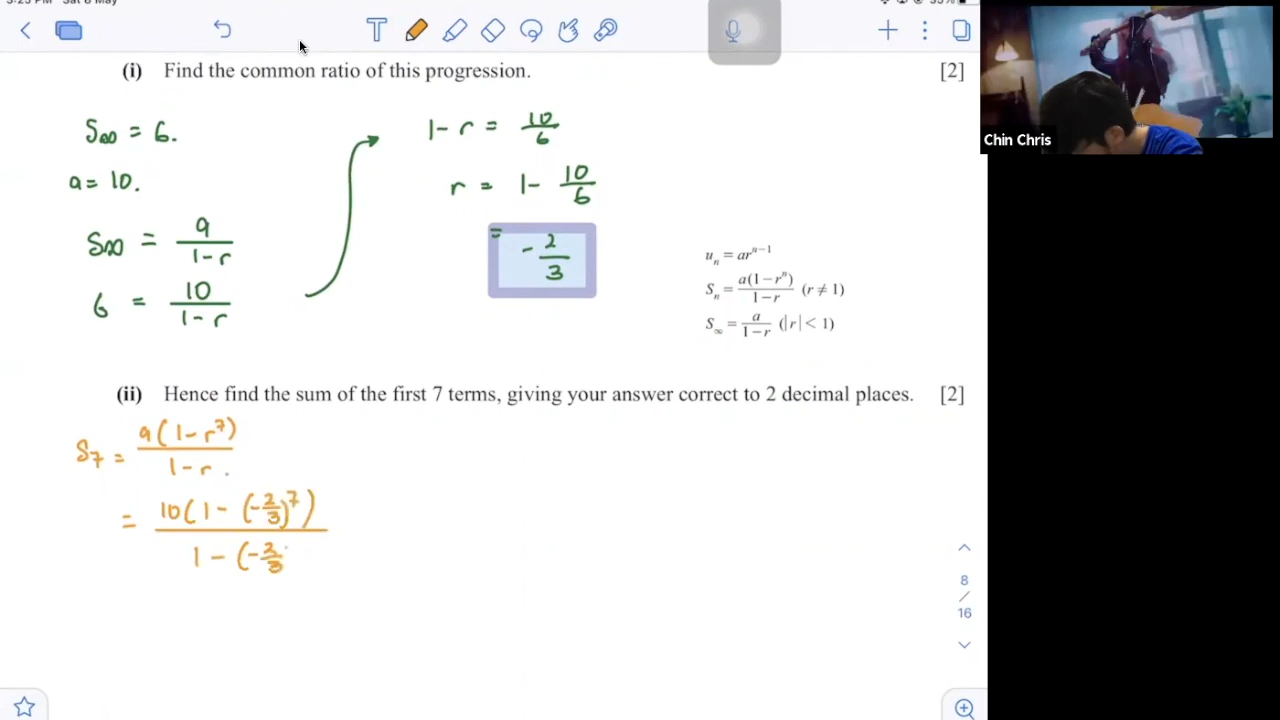 (i) Find the common ratio of this progression. [2]
S∞ = 6.
a = 10.
S∞ = a/(1-r)
6 = 10/(1-r)
1-r = 10/6
r = 1- 10/6
= -2/3
uₙ = arⁿ⁻¹
Sₙ = a(1-rⁿ)/(1-r) (r ≠ 1)
S∞ = a/(1-r) (|r| < 1)
(ii) Hence find the sum of the first 7 terms, giving your answer correct to 2 decimal places. [2]
S₇ = a(1-r⁷)/(1-r).
= 10(1-(-2/3)⁷)/(1-(-2/3
8
/
16
Chin Chris